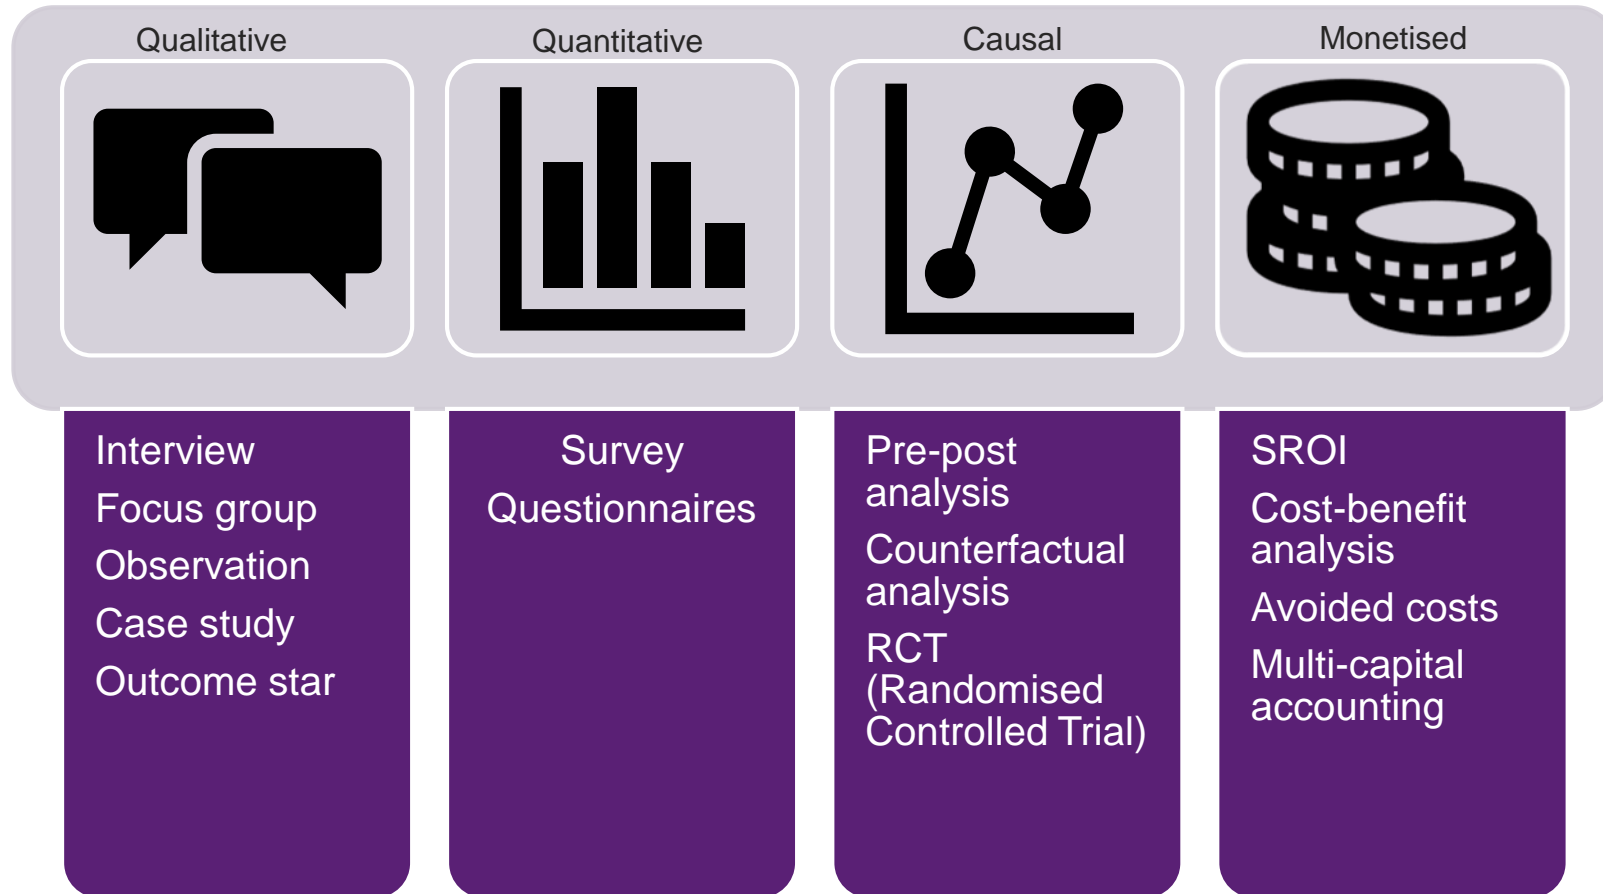 Qualitative
Quantitative
Causal
Monetised
Interview
Focus group
Observation
Case study
Outcome star
Survey
Questionnaires
Pre-post
analysis
Counterfactual
analysis
RCT
(Randomised
Controlled Trial)
SROI
Cost-benefit
analysis
Avoided costs
Multi-capital
accounting